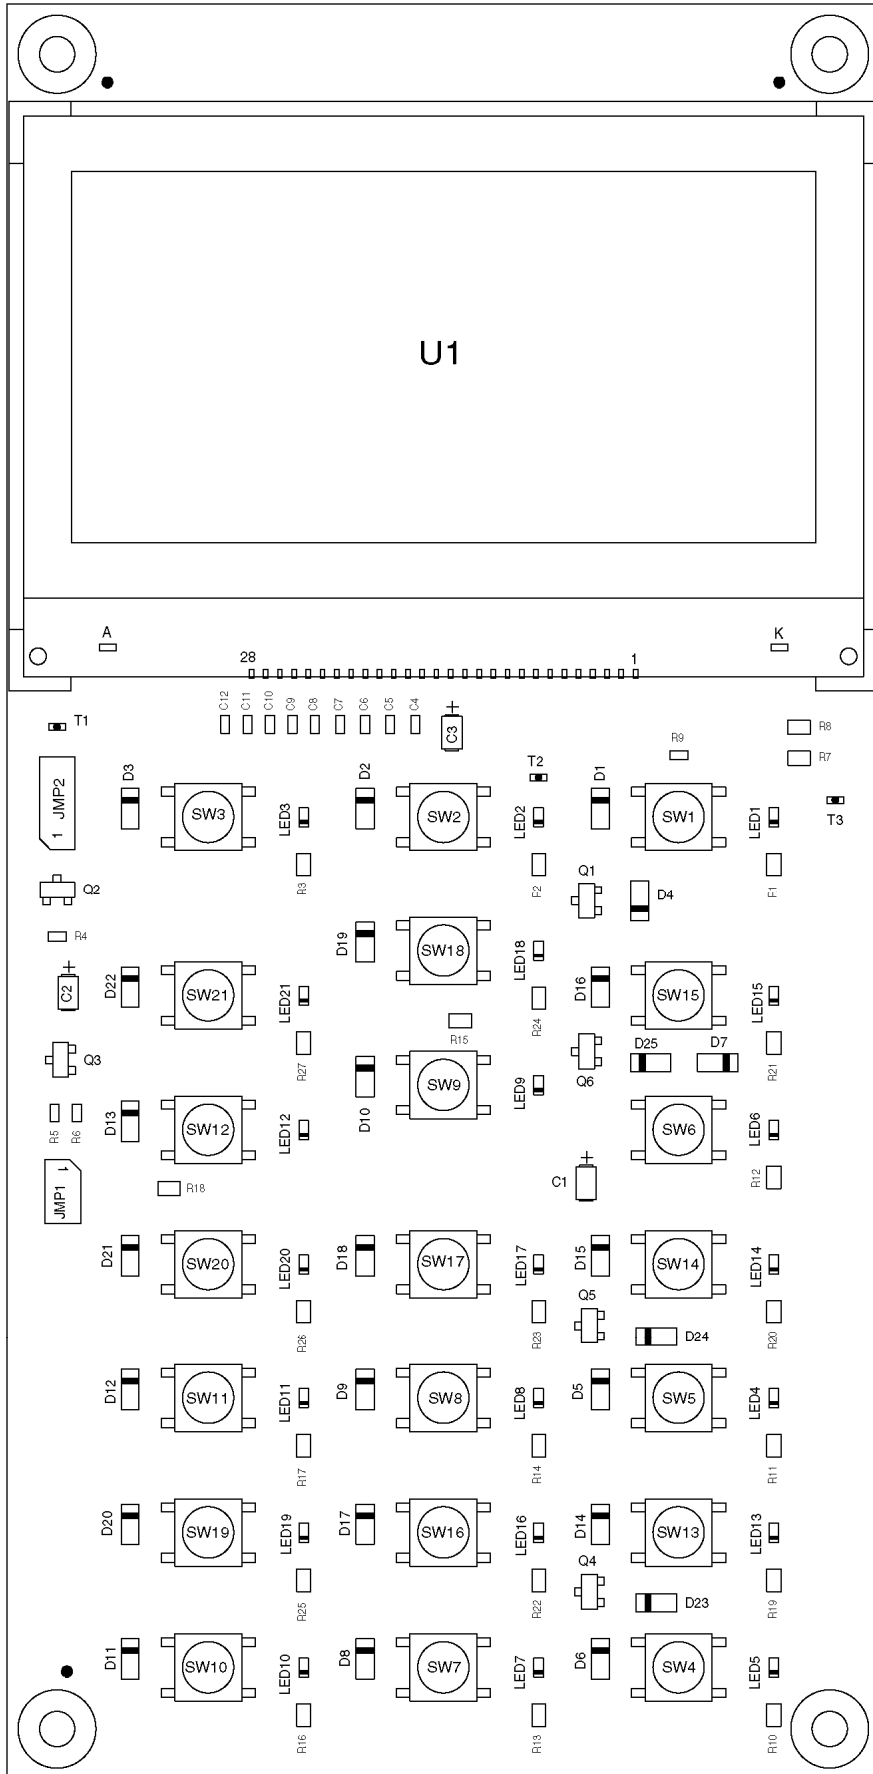 U1
A
K
28
1
C12
C11
C10
C9
C8
C7
C6
C5
C4
+
C3
T1
R9
R8
R7
T2
T3
JMP2
1
D3
SW3
LED3
R3
D2
SW2
LED2
F2
D1
SW1
LED1
F1
Q2
Q1
D4
R4
D19
SW18
LED18
R24
+
C2
D22
SW21
LED21
R27
D16
SW15
LED15
R21
R15
Q3
Q6
D25
D7
D10
SW9
LED9
R5
R6
D13
SW12
LED12
SW6
LED6
R12
JMP1
1
R18
+
C1
D21
SW20
LED20
R26
D18
SW17
LED17
R23
D15
SW14
LED14
R20
Q5
D24
D12
SW11
LED11
R17
D9
SW8
LED8
R14
D5
SW5
LED4
R11
D20
SW19
LED19
R25
D17
SW16
LED16
R22
D14
SW13
LED13
R19
Q4
D23
D11
SW10
LED10
R16
D8
SW7
LED7
R13
D6
SW4
LED5
R10